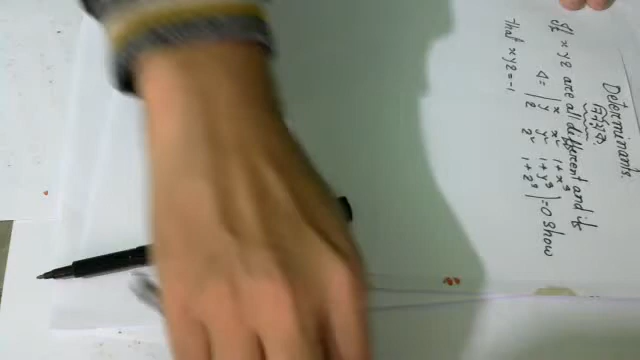 Determinants.
If x y z are all different and if
Δ = | x x² 1+x³
y y² 1+y³
z z² 1+z³ | = 0 show
that x y z = -1